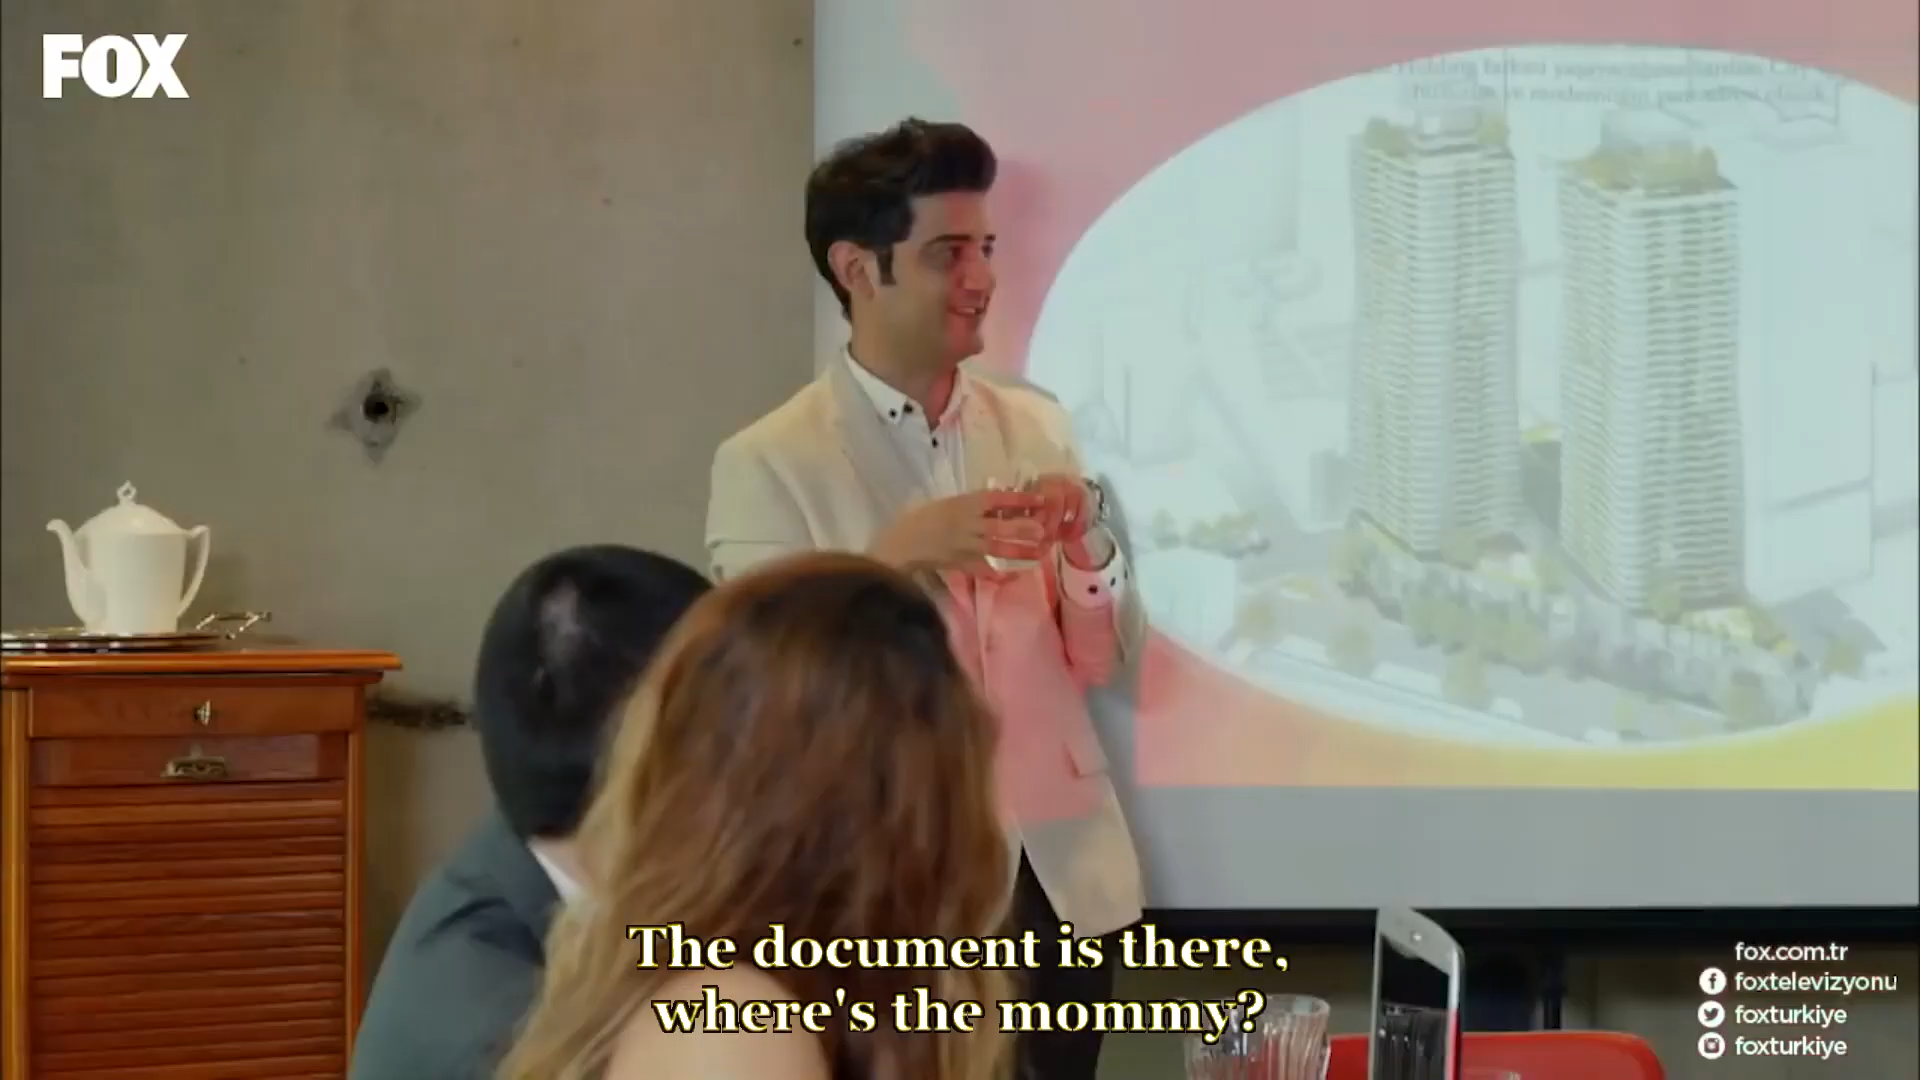 FOX
The document is there,
where's the mommy?
fox.com.tr
foxtelevizyonu
foxturkiye
foxturkiye